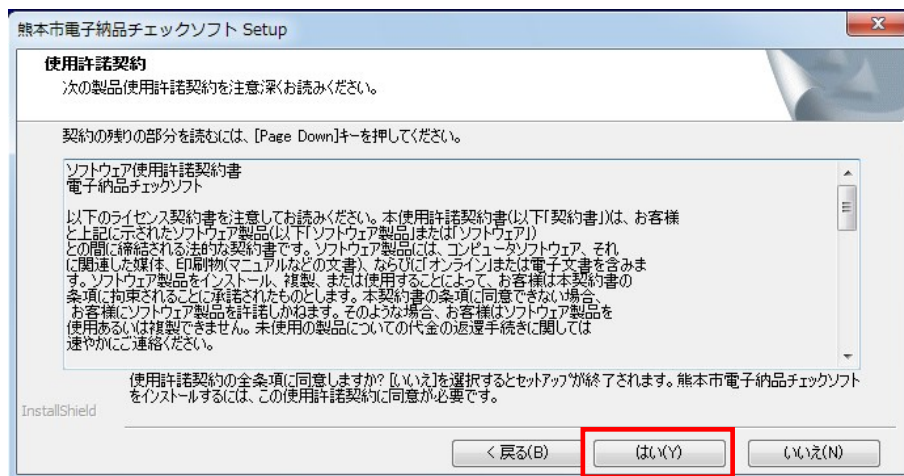 熊本市電子納品チェックソフト Setup
使用許諾契約
次の製品使用許諾契約を注意深くお読みください。
契約の残りの部分を読むには、[Page Down]キーを押してください。
ソフトウェア使用許諾契約書
電子納品チェックソフト
以下のライセンス契約書を注意してお読みください。本使用許諾契約書(以下「契約書」)は、お客様
と上記に示されたソフトウェア製品(以下「ソフトウェア製品」または「ソフトウェア」)
との間に締結される法的な契約書です。ソフトウェア製品には、コンピュータソフトウェア、それ
に関連した媒体、印刷物(マニュアルなどの文書)、ならびに「オンライン」または電子文書を含みま
す。ソフトウェア製品をインストール、複製、または使用することによって、お客様は本契約書の
条項に拘束されることに承諾されたものとします。本契約書の条項に同意できない場合、
お客様にソフトウェア製品を許諾しかねます。そのような場合、お客様はソフトウェア製品を
使用あるいは複製できません。未使用の製品についての代金の返還手続きに関しては
速やかにご連絡ください。
使用許諾契約の全条項に同意しますか? [いいえ]を選択するとセットアップが終了されます。熊本市電子納品チェックソフト
をインストールするには、この使用許諾契約に同意が必要です。
InstallShield
< 戻る(B)
はい(Y)
いいえ(N)